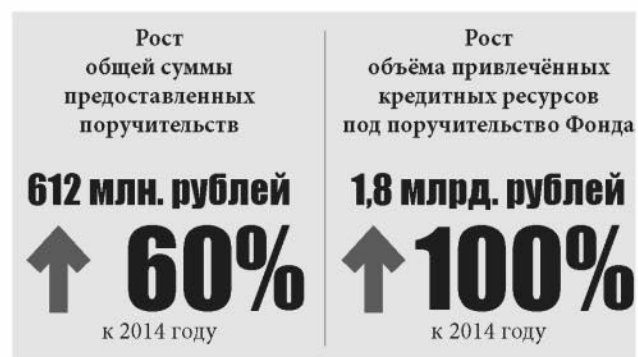 Рост
общей суммы
предоставленных
поручительств
612 млн. рублей
60%
к 2014 году
Рост
объёма привлечённых
кредитных ресурсов
под поручительство Фонда
1,8 млрд. рублей
100%
к 2014 году